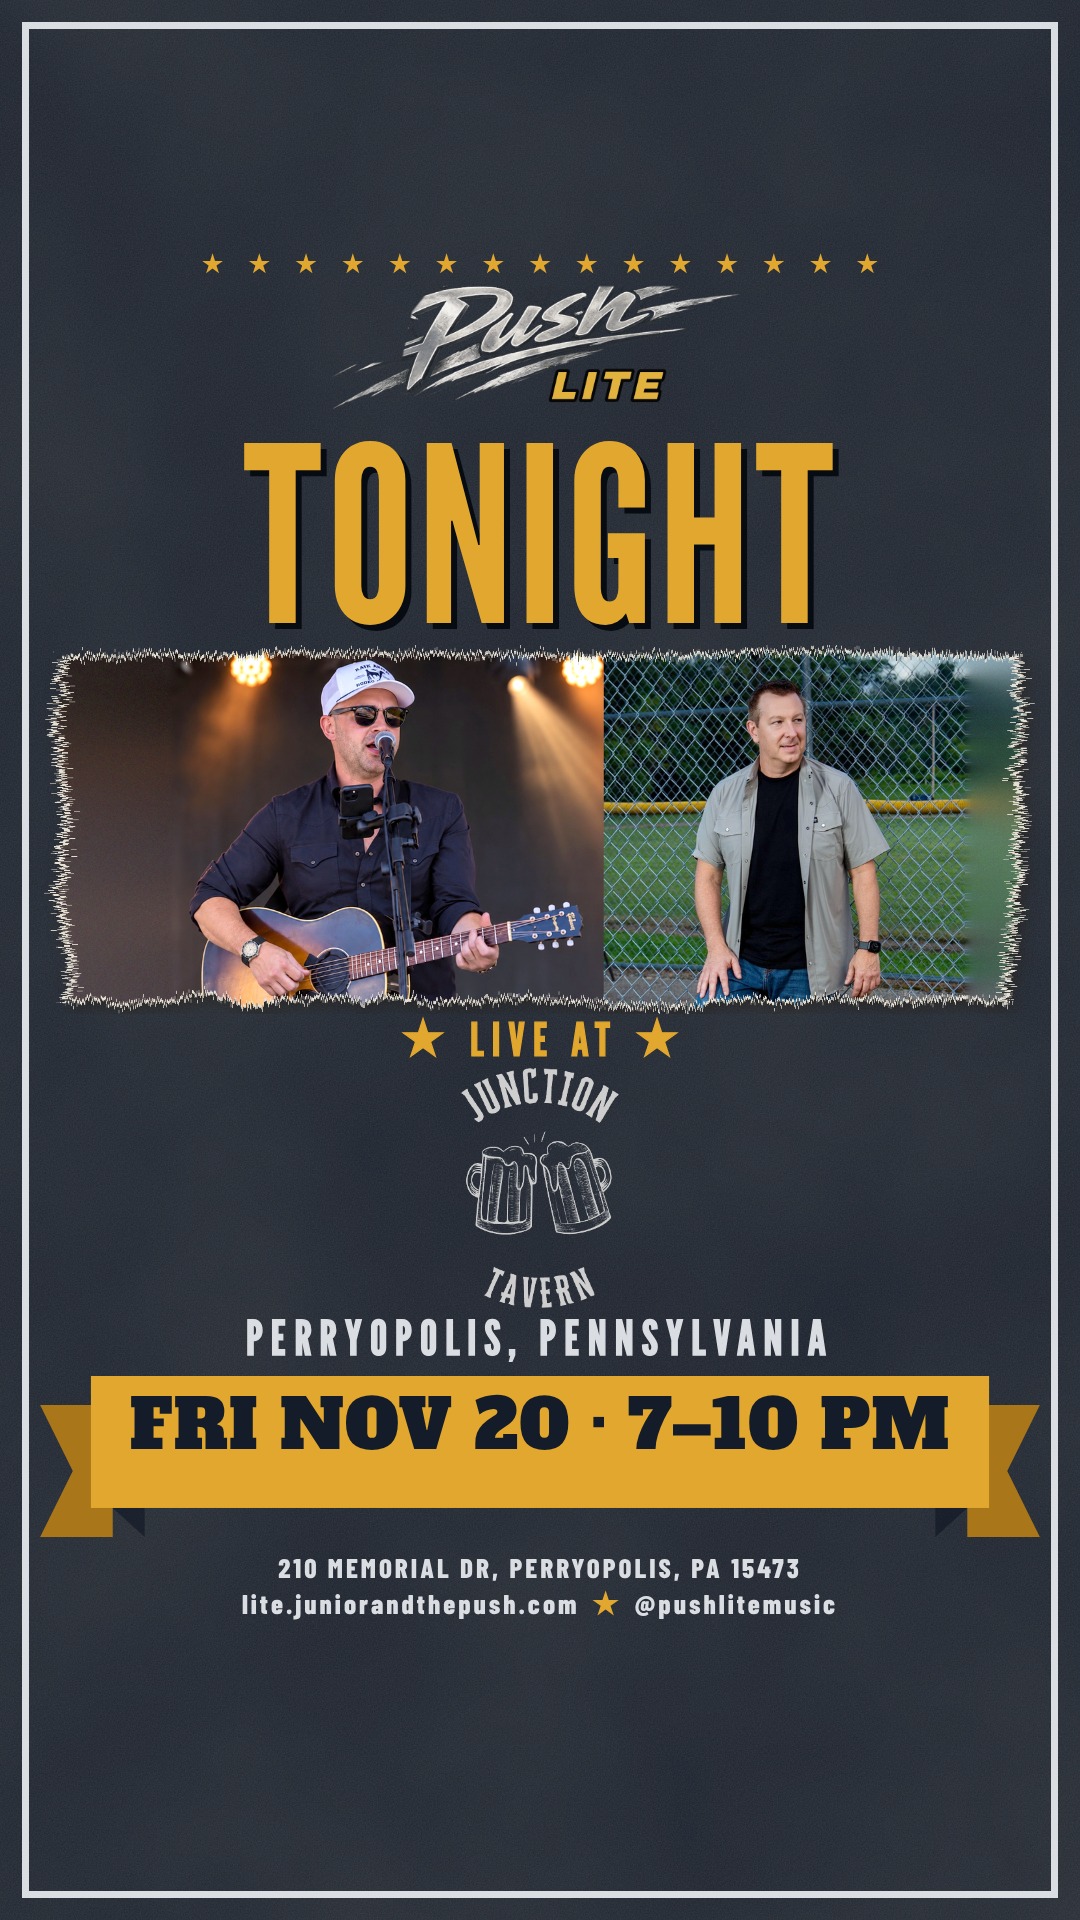 Push
LITE
TONIGHT
★ LIVE AT ★
JUNCTION
TAVERN
PERRYOPOLIS, PENNSYLVANIA
FRI NOV 20 · 7–10 PM
210 MEMORIAL DR, PERRYOPOLIS, PA 15473
lite.juniorandthepush.com ★ @pushlitemusic